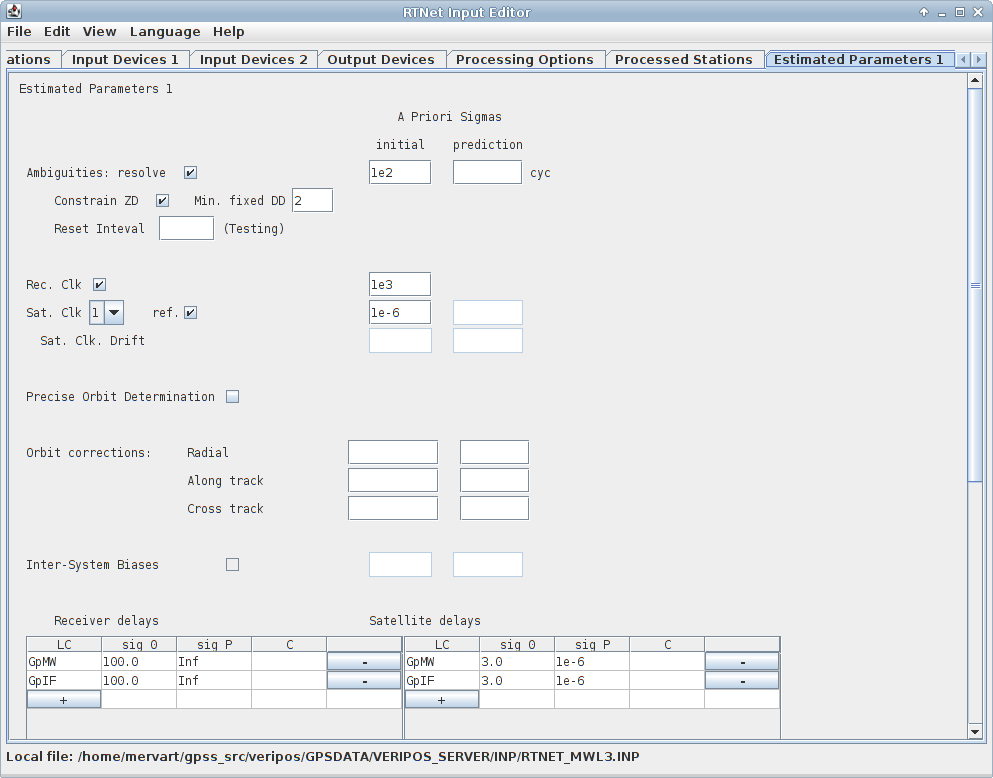 RTNet Input Editor
File Edit View Language Help
ations Input Devices 1 Input Devices 2 Output Devices Processing Options Processed Stations Estimated Parameters 1
Estimated Parameters 1
A Priori Sigmas
initial prediction
Ambiguities: resolve 1e2 cyc
Constrain ZD Min. fixed DD 2
Reset Inteval (Testing)
Rec. Clk 1e3
Sat. Clk 1 ref. 1e-6
Sat. Clk. Drift
Precise Orbit Determination
Orbit corrections: Radial
Along track
Cross track
Inter-System Biases
Receiver delays Satellite delays
LC sig 0 sig P C LC sig 0 sig P C
GpMW 100.0 Inf - GpMW 3.0 1e-6 -
GpIF 100.0 Inf - GpIF 3.0 1e-6 -
+ +
Local file: /home/mervart/gpss_src/veripos/GPSDATA/VERIPOS_SERVER/INP/RTNET_MWL3.INP